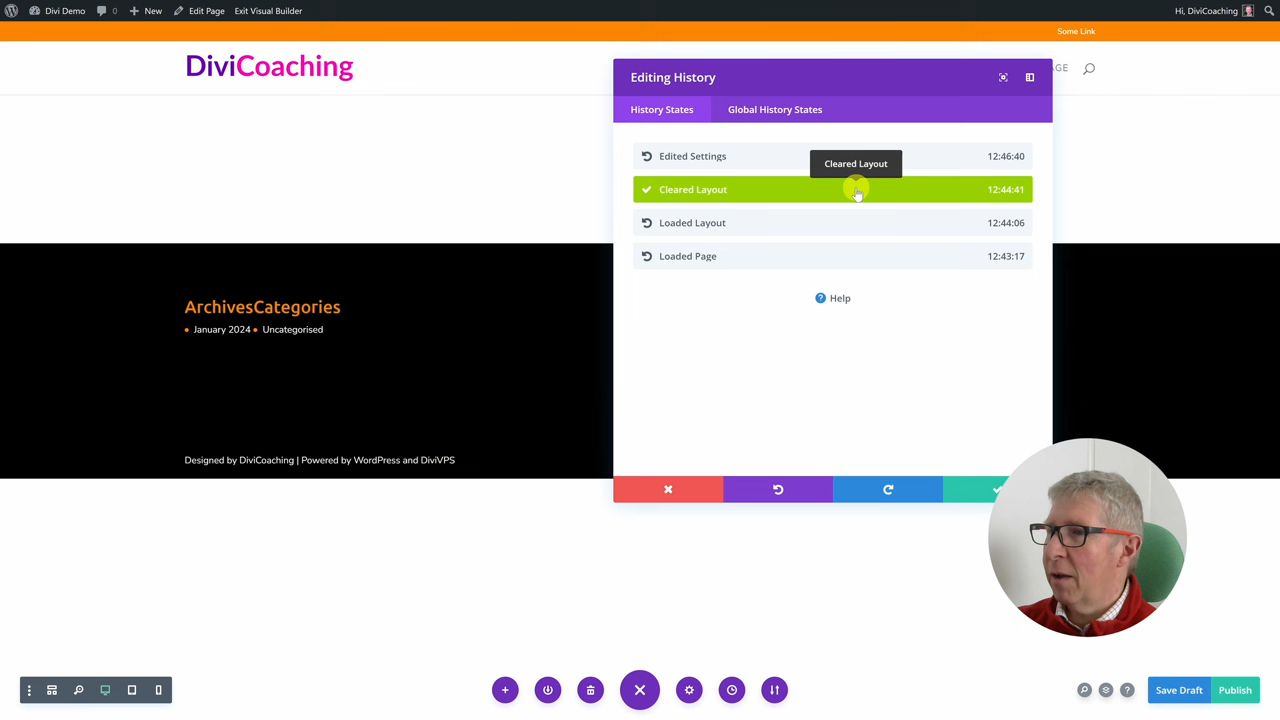 Divi Demo
0
New
Edit Page
Exit Visual Builder
Hi, DiviCoaching
Some Link
DiviCoaching
AGE
Editing History
History States
Global History States
Edited Settings
12:46:40
Cleared Layout
Cleared Layout
12:44:41
Loaded Layout
12:44:06
Loaded Page
12:43:17
? Help
ArchivesCategories
January 2024
Uncategorised
Designed by DiviCoaching | Powered by WordPress and DiviVPS
?
Save Draft
Publish